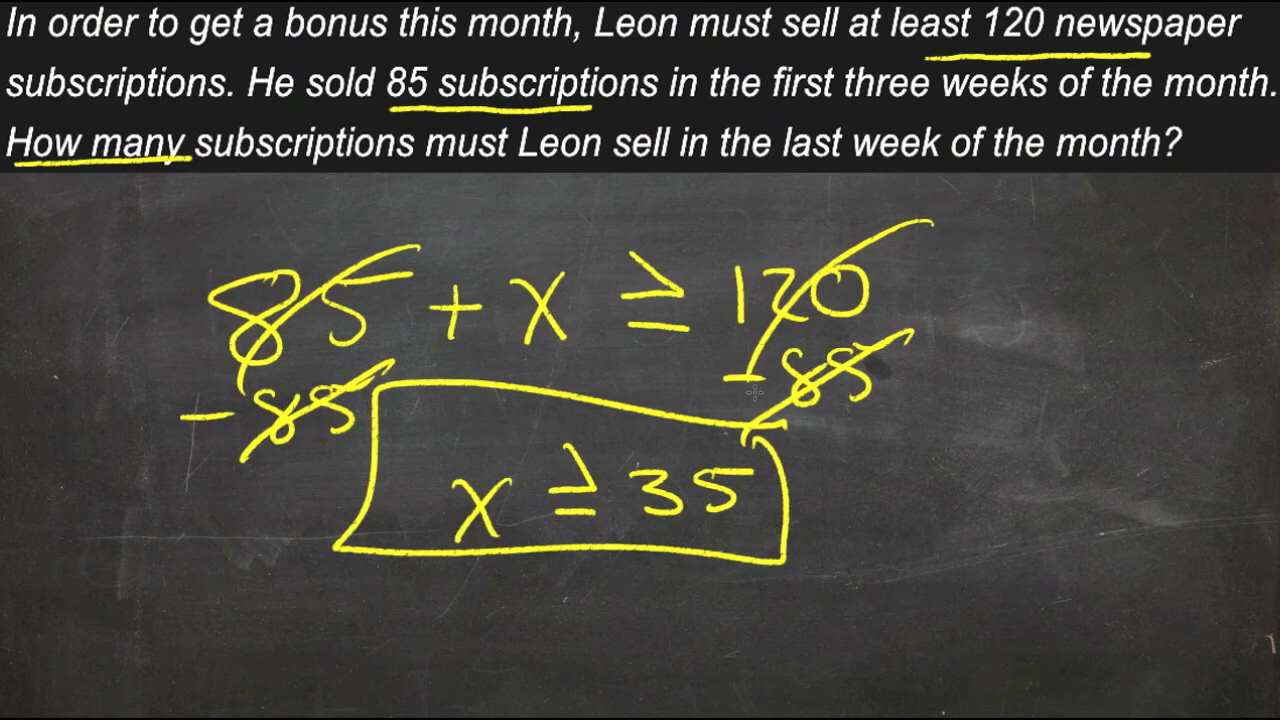 In order to get a bonus this month, Leon must sell at least 120 newspaper
subscriptions. He sold 85 subscriptions in the first three weeks of the month.
How many subscriptions must Leon sell in the last week of the month?
85 + x ≥ 120
-85 -85
x ≥ 35